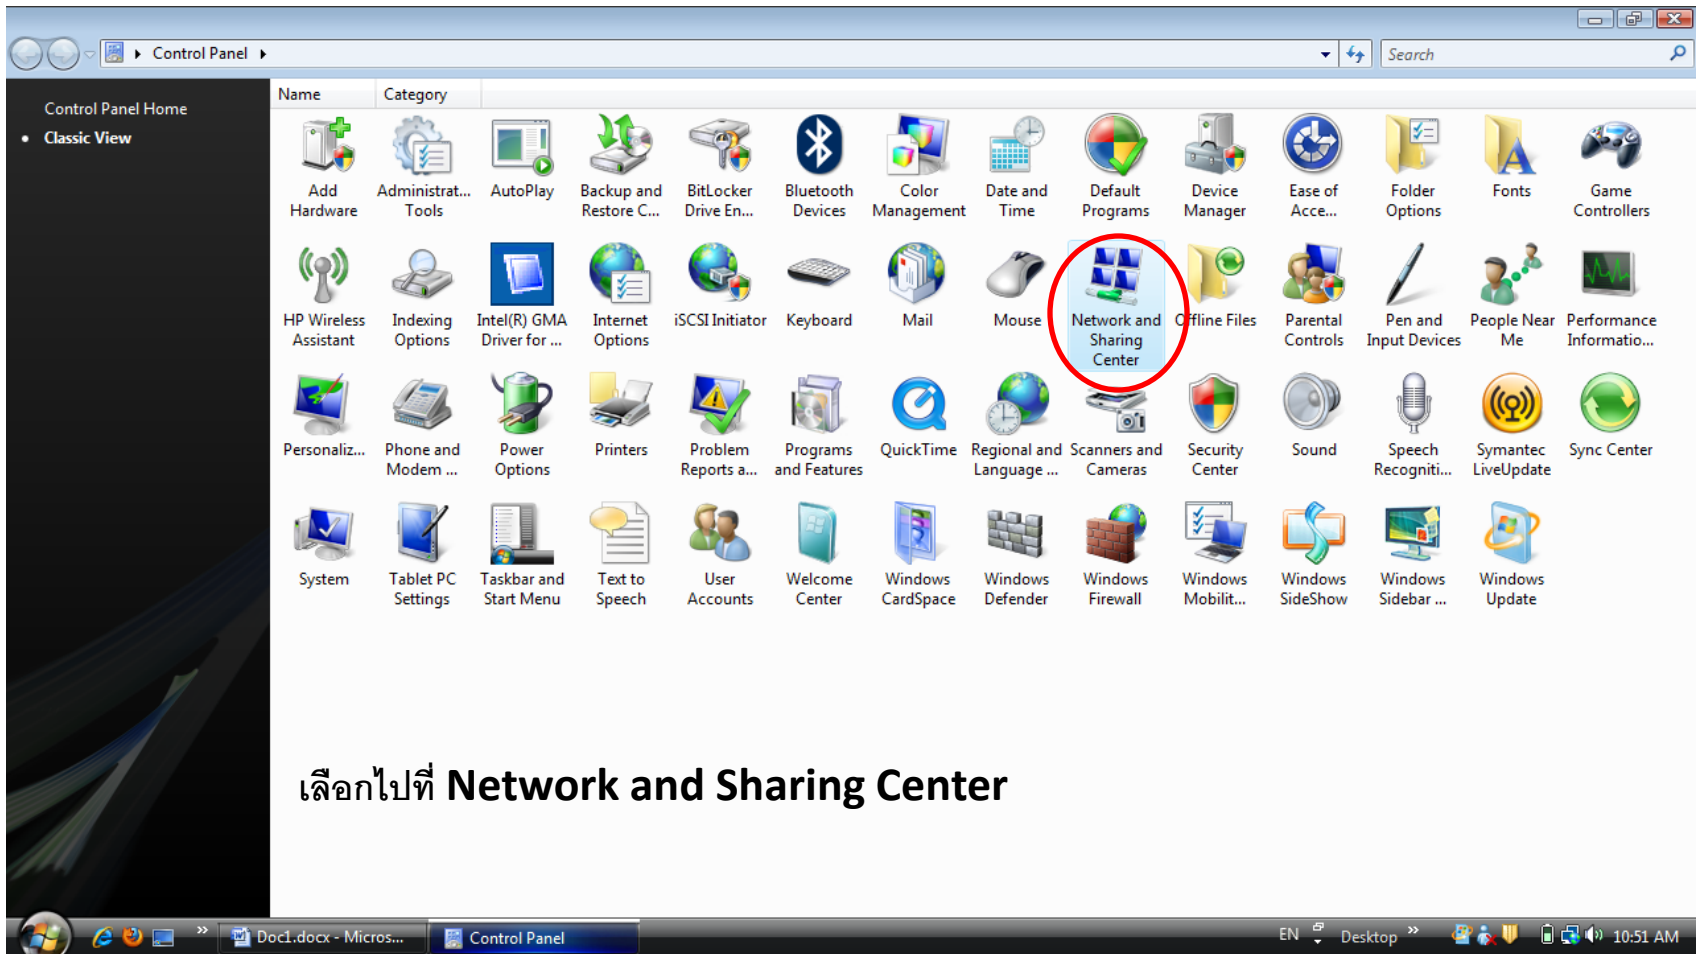 Control Panel
Search
Control Panel Home
Classic View
Name Category
Add Hardware
Administrat... Tools
AutoPlay
Backup and Restore C...
BitLocker Drive En...
Bluetooth Devices
Color Management
Date and Time
Default Programs
Device Manager
Ease of Acce...
Folder Options
Fonts
Game Controllers
HP Wireless Assistant
Indexing Options
Intel(R) GMA Driver for ...
Internet Options
iSCSI Initiator
Keyboard
Mail
Mouse
Network and Sharing Center
Offline Files
Parental Controls
Pen and Input Devices
People Near Me
Performance Informatio...
Personaliz...
Phone and Modem ...
Power Options
Printers
Problem Reports a...
Programs and Features
QuickTime
Regional and Language ...
Scanners and Cameras
Security Center
Sound
Speech Recogniti...
Symantec LiveUpdate
Sync Center
System
Tablet PC Settings
Taskbar and Start Menu
Text to Speech
User Accounts
Welcome Center
Windows CardSpace
Windows Defender
Windows Firewall
Windows Mobilit...
Windows SideShow
Windows Sidebar ...
Windows Update
เลือกไปที่ Network and Sharing Center
Doc1.docx - Micros...
Control Panel
EN
Desktop
10:51 AM